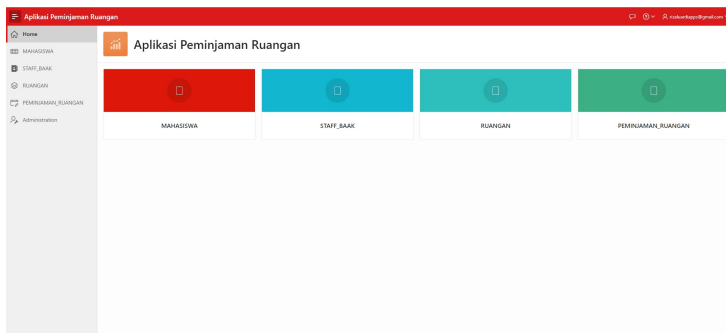 Aplikasi Peminjaman Ruangan
Home
MAHASISWA
STAFF_BAAK
RUANGAN
PEMINJAMAN_RUANGAN
Administration
Aplikasi Peminjaman Ruangan
MAHASISWA
STAFF_BAAK
RUANGAN
PEMINJAMAN_RUANGAN